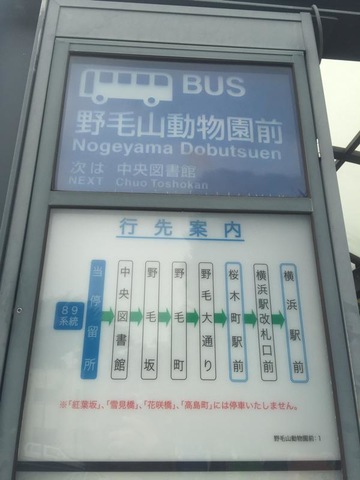 BUS
野毛山動物園前
Nogeyama Dobutsuen
次は 中央図書館
NEXT Chuo Toshokan
行先案内
89系統
当停留所
中央図書館
野毛坂
野毛町
野毛大通り
桜木町駅前
横浜駅改札口前
横浜駅前
※「紅葉坂」、「雪見橋」、「花咲橋」、「高島町」には停車いたしません。
野毛山動物園前:1